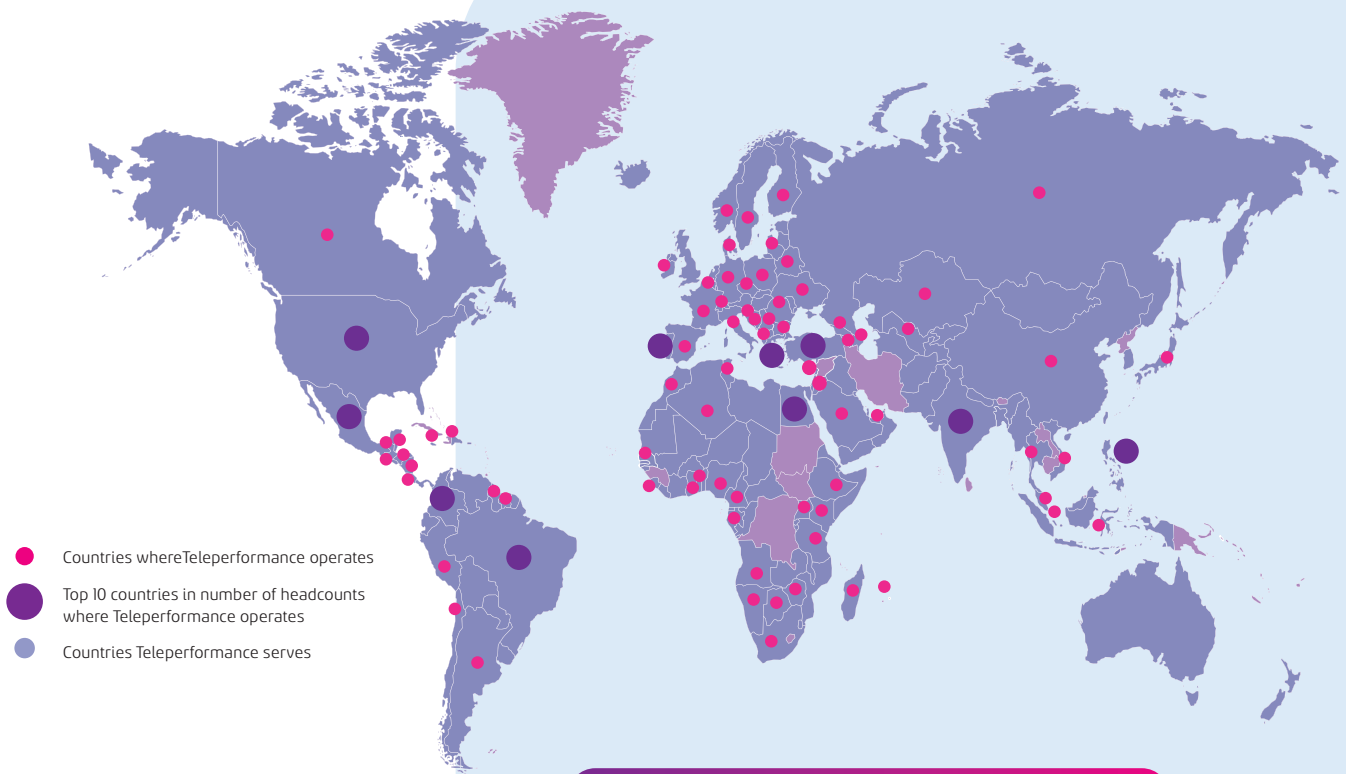 Countries whereTeleperformance operates
Top 10 countries in number of headcounts
where Teleperformance operates
Countries Teleperformance serves